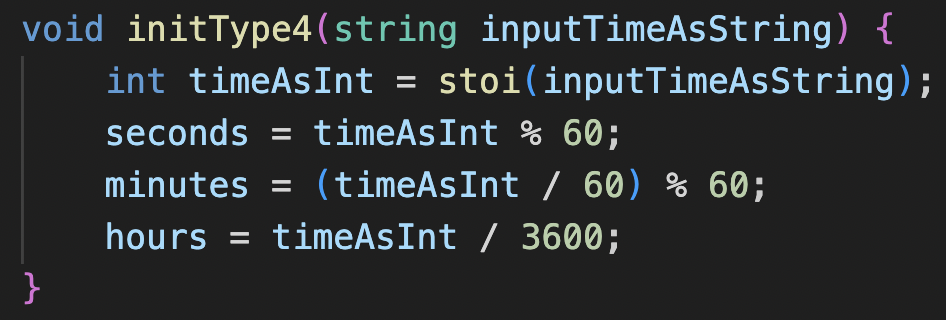 void initType4(string inputTimeAsString) {
    int timeAsInt = stoi(inputTimeAsString);
    seconds = timeAsInt % 60;
    minutes = (timeAsInt / 60) % 60;
    hours = timeAsInt / 3600;
}